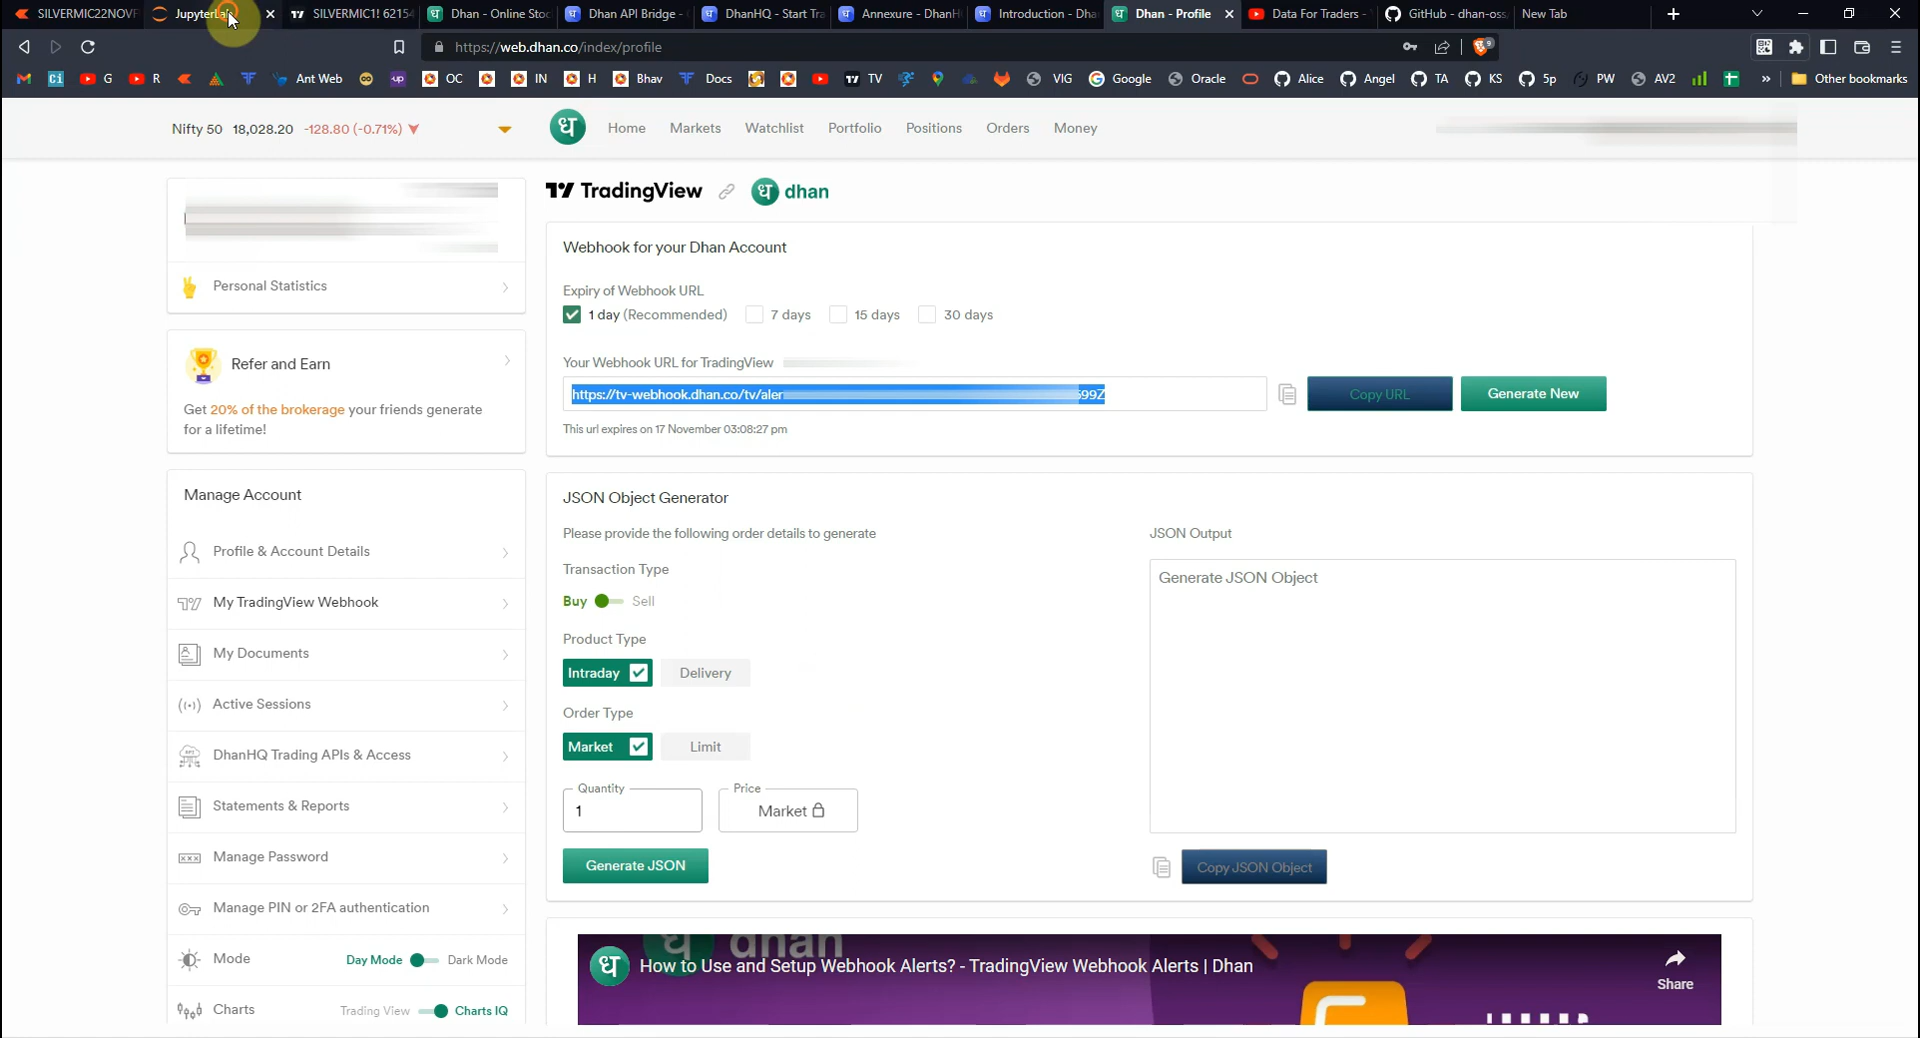 SILVERMIC22NOVF
JupyterLab
SILVERMIC1! 6215
Dhan - Online Stoc
Dhan API Bridge -
DhanHQ - Start Tra
Annexure - DhanH
Introduction - Dha
Dhan - Profile
Data For Traders -
GitHub - dhan-oss
New Tab
https://web.dhan.co/index/profile
G
R
Ant Web
OC
IN
H
Bhav
Docs
TV
VIG
Google
Oracle
Alice
Angel
TA
KS
5p
PW
AV2
»
Other bookmarks
Nifty 50 18,028.20 -128.80 (-0.71%)
Home Markets Watchlist Portfolio Positions Orders Money
Personal Statistics
Refer and Earn
Get 20% of the brokerage your friends generate
for a lifetime!
Manage Account
Profile & Account Details
My TradingView Webhook
My Documents
Active Sessions
DhanHQ Trading APIs & Access
Statements & Reports
Manage Password
Manage PIN or 2FA authentication
Mode Day Mode Dark Mode
Charts Trading View Charts IQ
TradingView dhan
Webhook for your Dhan Account
Expiry of Webhook URL
1 day (Recommended) 7 days 15 days 30 days
Your Webhook URL for TradingView
https://tv-webhook.dhan.co/tv/aler 599Z
Copy URL
Generate New
This url expires on 17 November 03:08:27 pm
JSON Object Generator
Please provide the following order details to generate
Transaction Type
Buy Sell
Product Type
Intraday Delivery
Order Type
Market Limit
Quantity
1
Price
Market
Generate JSON
JSON Output
Generate JSON Object
Copy JSON Object
ध dhan
ध How to Use and Setup Webhook Alerts? - TradingView Webhook Alerts | Dhan
Share